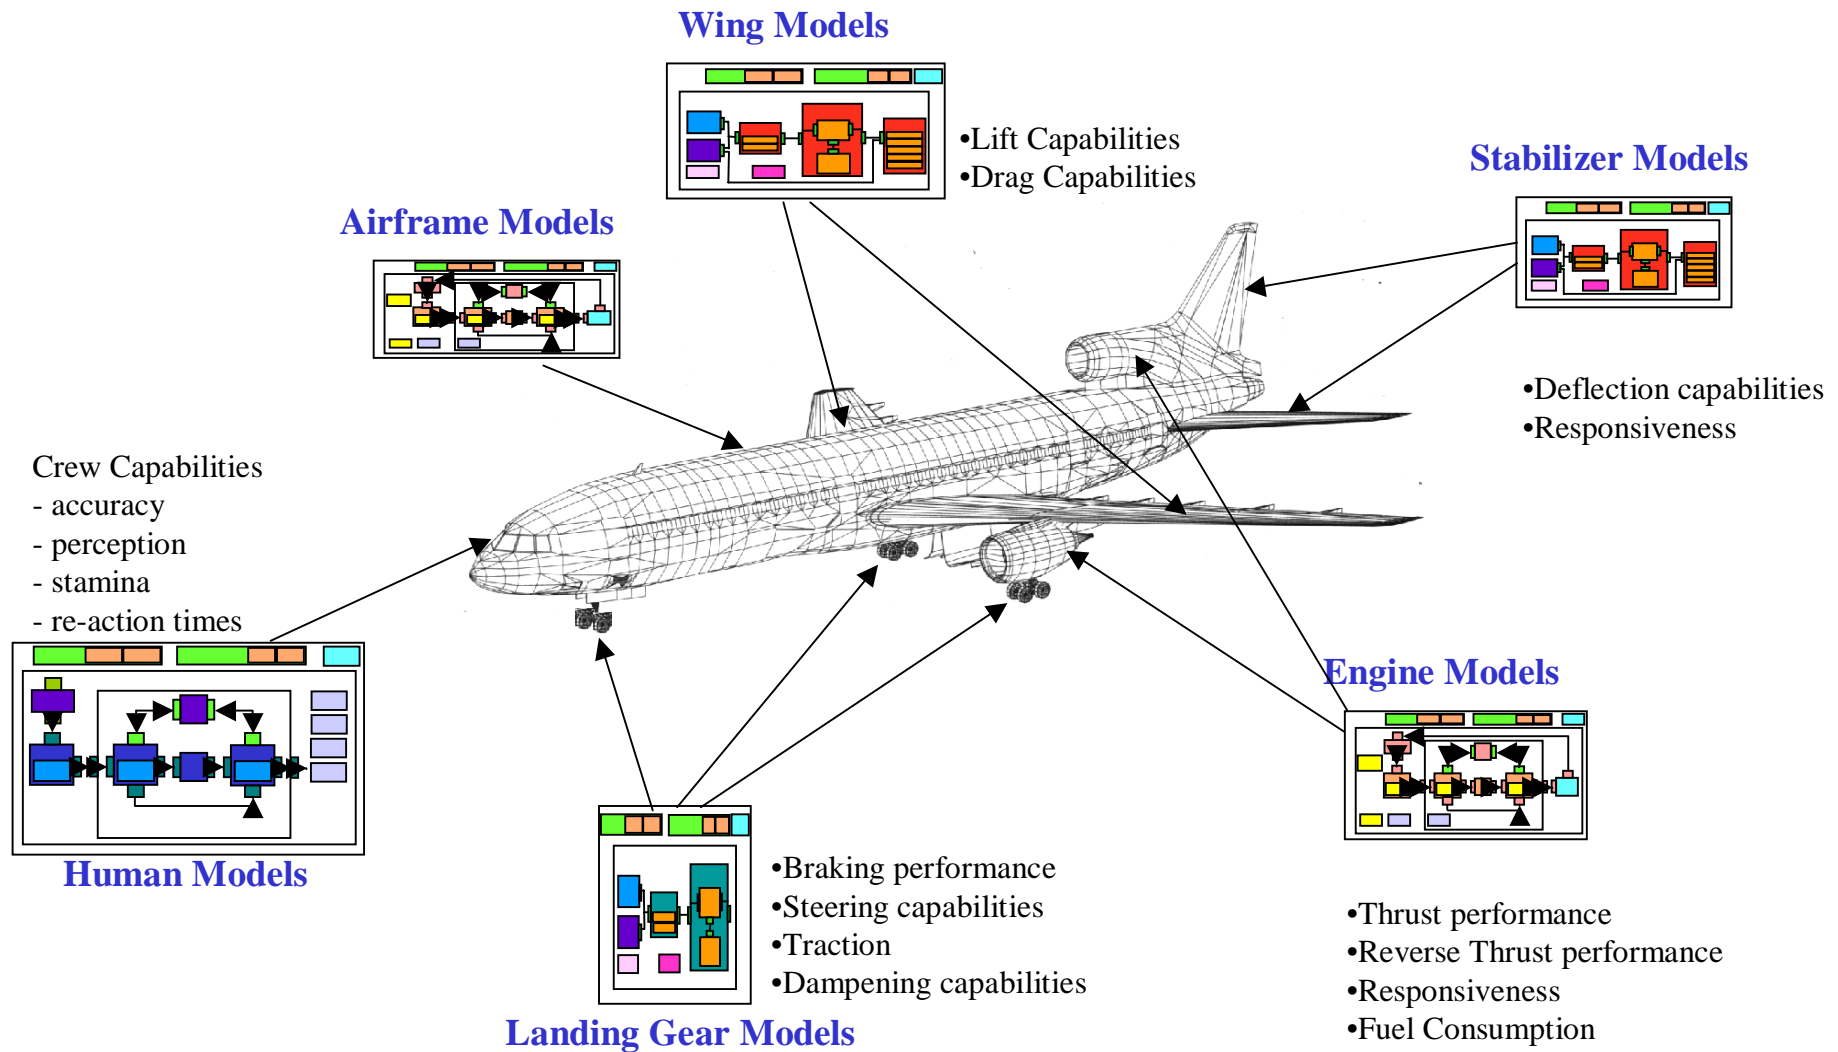 Wing Models
•Lift Capabilities
•Drag Capabilities
Stabilizer Models
•Deflection capabilities
•Responsiveness
Airframe Models
Crew Capabilities
- accuracy
- perception
- stamina
- re-action times
Human Models
Landing Gear Models
•Braking performance
•Steering capabilities
•Traction
•Dampening capabilities
Engine Models
•Thrust performance
•Reverse Thrust performance
•Responsiveness
•Fuel Consumption